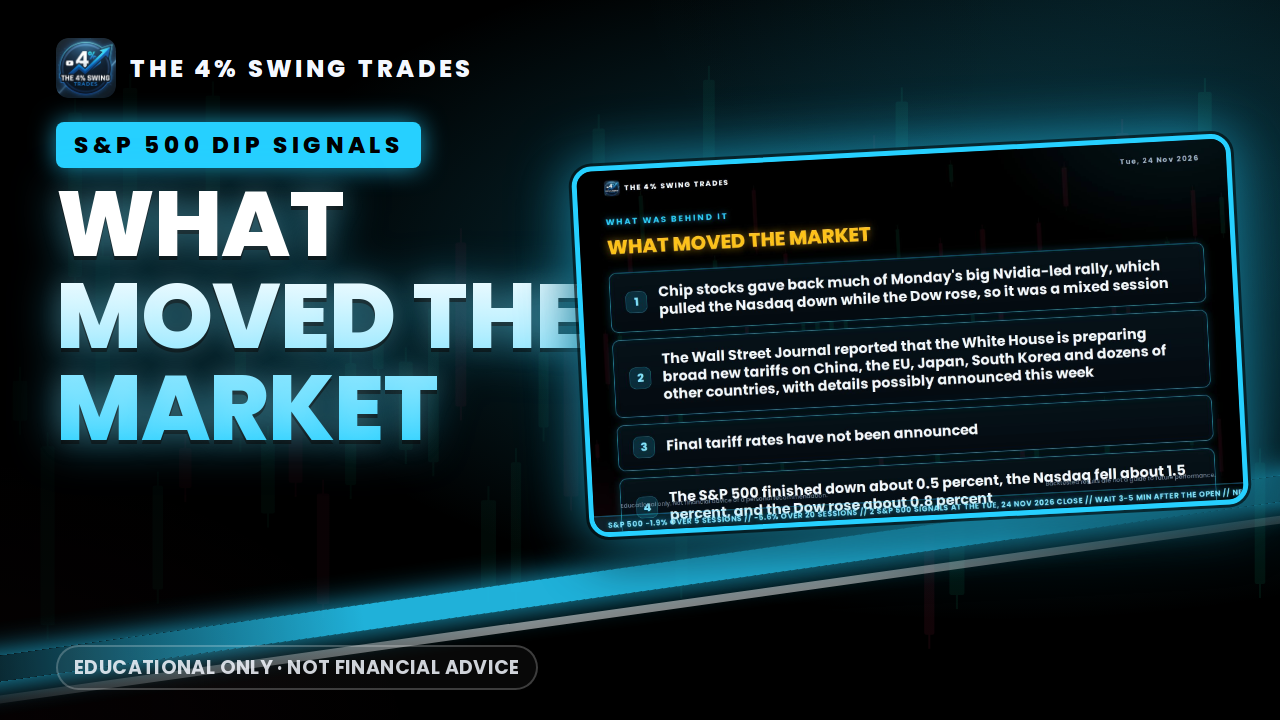 4%
THE 4% SWING
TRADES
THE 4% SWING TRADES
S&P 500 DIP SIGNALS
WHAT
MOVED THE
MARKET
THE 4% SWING TRADES
Tue, 24 Nov 2026
WHAT WAS BEHIND IT
WHAT MOVED THE MARKET
1
Chip stocks gave back much of Monday's big Nvidia-led rally, which
pulled the Nasdaq down while the Dow rose, so it was a mixed session
2
The Wall Street Journal reported that the White House is preparing
broad new tariffs on China, the EU, Japan, South Korea and dozens of
other countries, with details possibly announced this week
3
Final tariff rates have not been announced
4
The S&P 500 finished down about 0.5 percent, the Nasdaq fell about 1.5
percent, and the Dow rose about 0.8 percent
S&P 500 -1.9% OVER 5 SESSIONS // -5.6% OVER 20 SESSIONS // 2 S&P 500 SIGNALS AT THE TUE, 24 NOV 2026 CLOSE // WAIT 3-5 MIN AFTER THE OPEN //
EDUCATIONAL ONLY · NOT FINANCIAL ADVICE